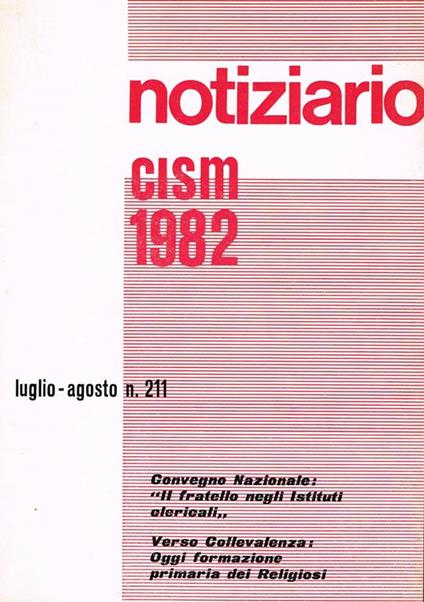 notiziario
cism
1982
luglio - agosto n. 211
Convegno Nazionale:
“Il fratello negli Istituti
clericali„
Verso Collevalenza:
Oggi formazione
primaria dei Religiosi